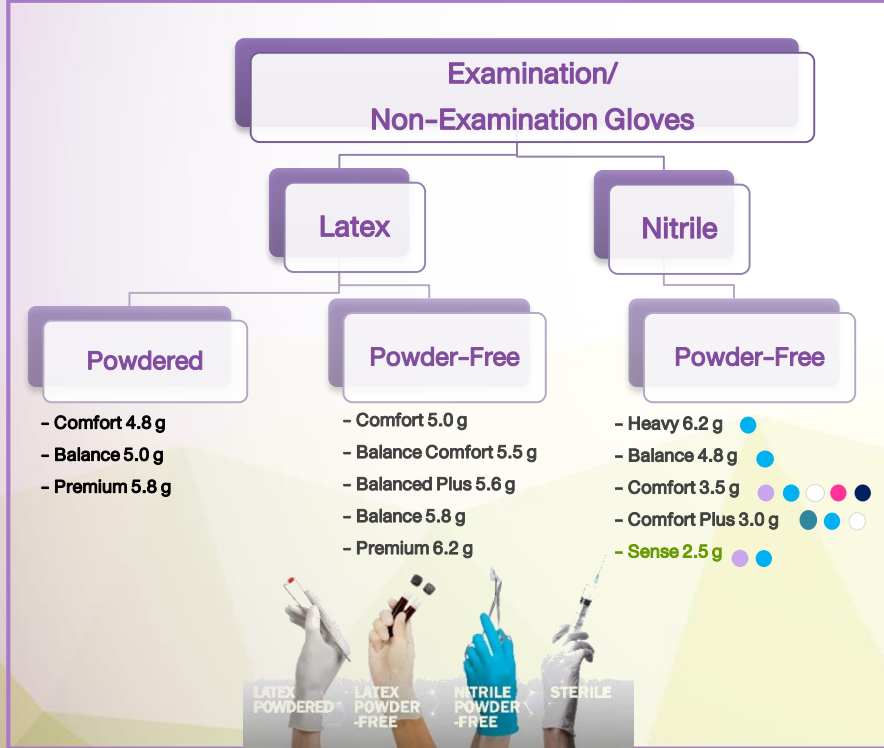 Examination/
Non-Examination Gloves
Latex
Nitrile
Powdered
Powder-Free
Powder-Free
- Comfort 4.8 g
- Balance 5.0 g
- Premium 5.8 g
- Comfort 5.0 g
- Balance Comfort 5.5 g
- Balanced Plus 5.6 g
- Balance 5.8 g
- Premium 6.2 g
- Heavy 6.2 g
- Balance 4.8 g
- Comfort 3.5 g
- Comfort Plus 3.0 g
- Sense 2.5 g
LATEX
POWDERED
LATEX
POWDER
-FREE
NITRILE
POWDER
-FREE
STERILE